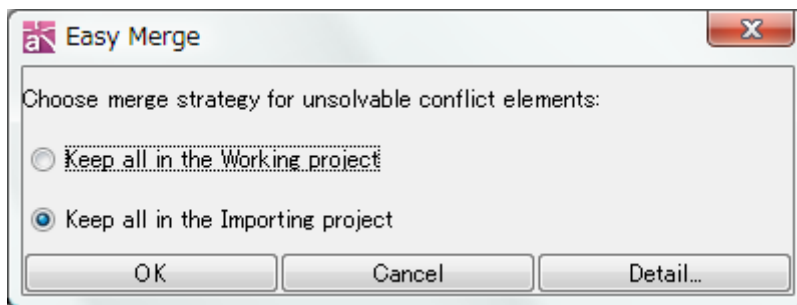 Easy Merge
Choose merge strategy for unsolvable conflict elements:
Keep all in the Working project
Keep all in the Importing project
OK Cancel Detail...